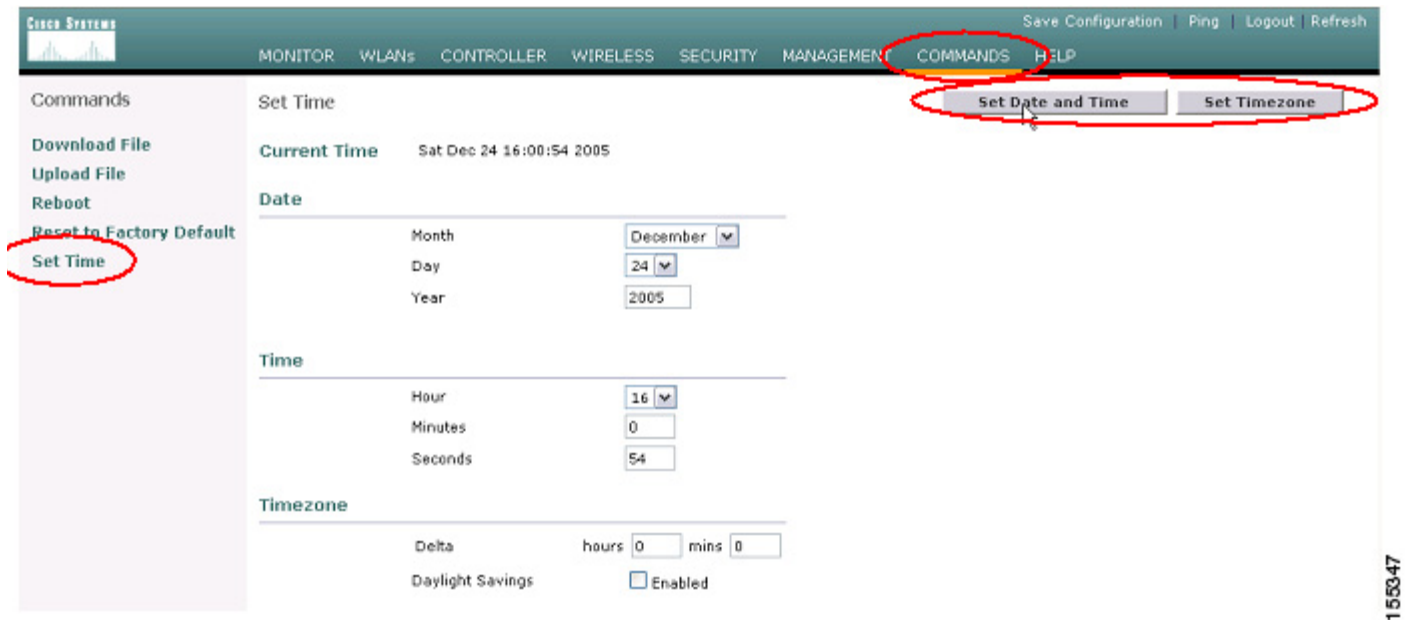 CISCO SYSTEMS
Save Configuration | Ping | Logout | Refresh
MONITOR WLANs CONTROLLER WIRELESS SECURITY MANAGEMENT COMMANDS HELP
Commands
Download File
Upload File
Reboot
Reset to Factory Default
Set Time
Set Time
Set Date and Time
Set Timezone
Current Time Sat Dec 24 16:00:54 2005
Date
Month December
Day 24
Year 2005
Time
Hour 16
Minutes 0
Seconds 54
Timezone
Delta hours 0 mins 0
Daylight Savings Enabled
155347